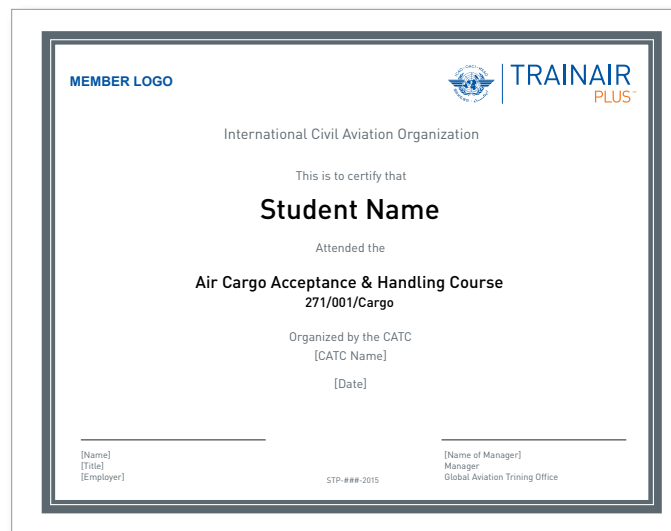 MEMBER LOGO
TRAINAIR
PLUS™
International Civil Aviation Organization
This is to certify that
Student Name
Attended the
Air Cargo Acceptance & Handling Course
271/001/Cargo
Organized by the CATC
[CATC Name]
[Date]
[Name]
[Title]
[Employer]
STP-###-2015
[Name of Manager]
Manager
Global Aviation Trining Office